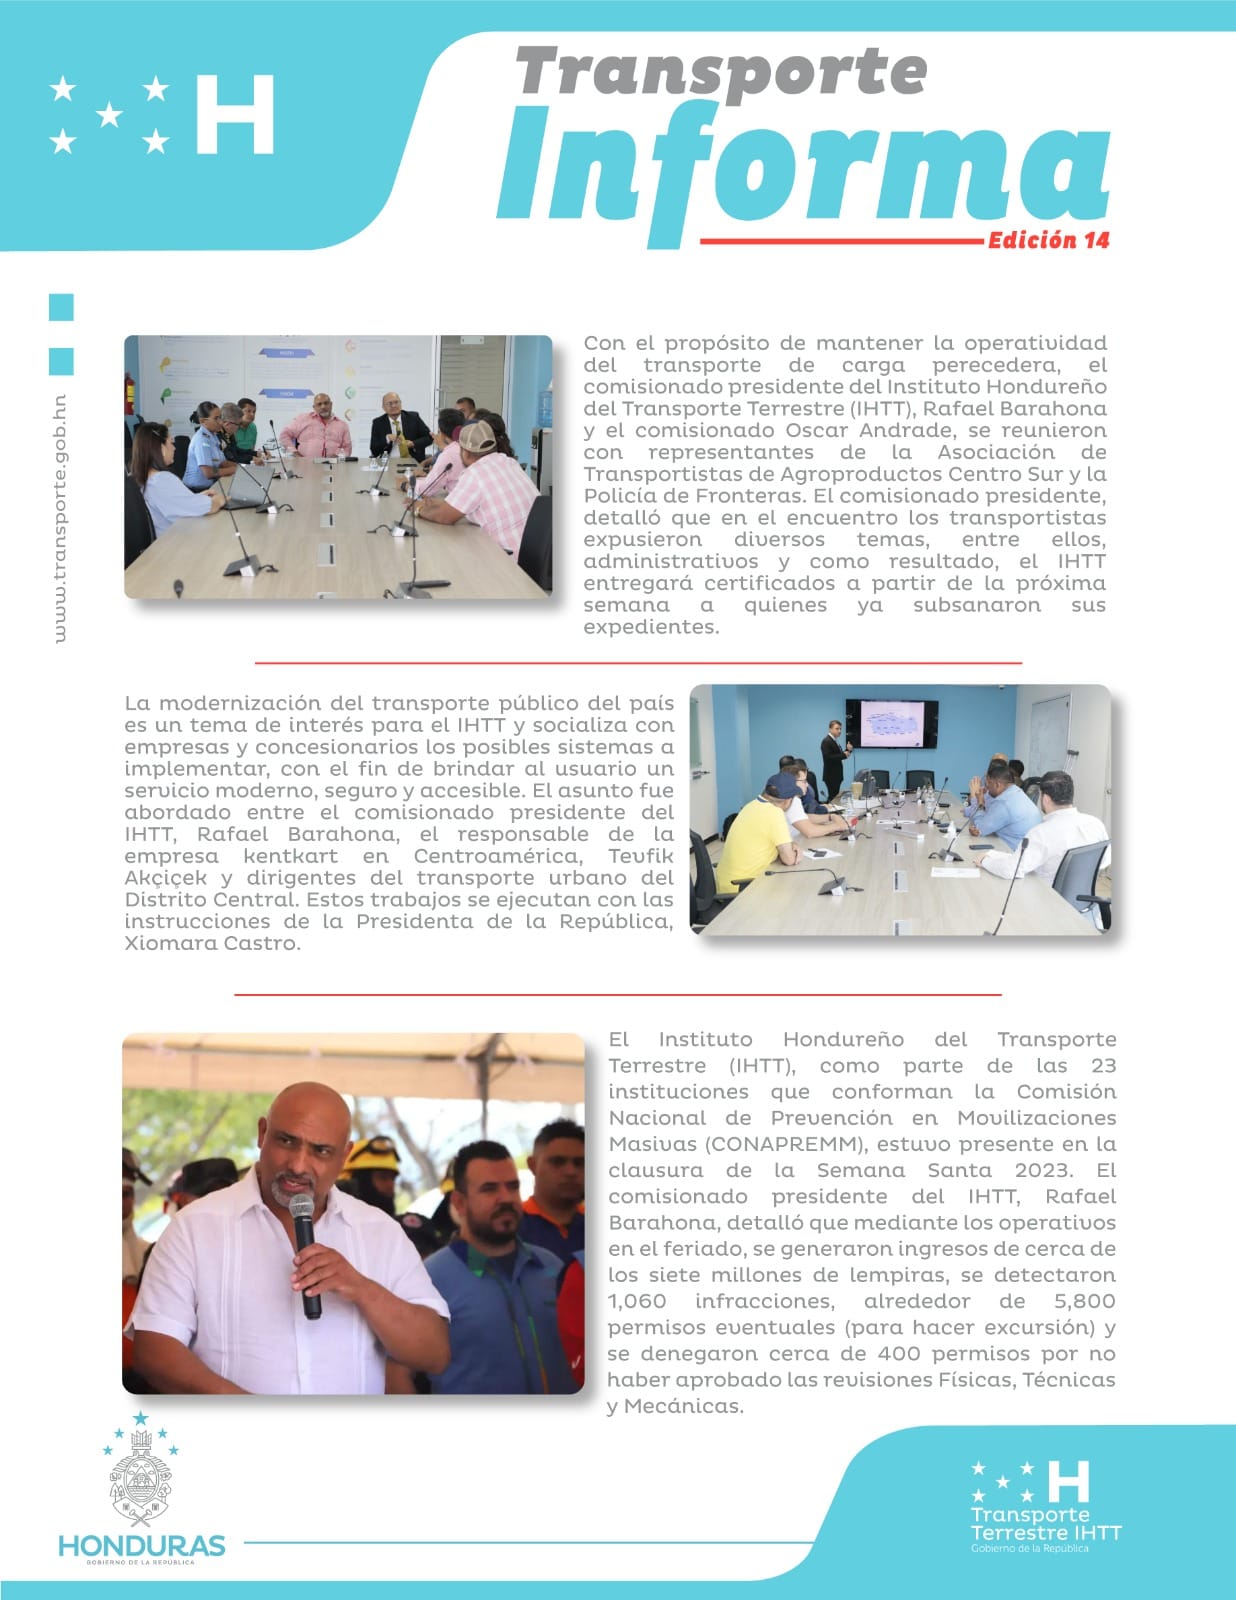 H
Transporte
Informa
Edición 14
www.transporte.gob.hn
Con el propósito de mantener la operatividad
del transporte de carga perecedera, el
comisionado presidente del Instituto Hondureño
del Transporte Terrestre (IHTT), Rafael Barahona
y el comisionado Oscar Andrade, se reunieron
con representantes de la Asociación de
Transportistas de Agroproductos Centro Sur y la
Policía de Fronteras. El comisionado presidente,
detalló que en el encuentro los transportistas
expusieron diversos temas, entre ellos,
administrativos y como resultado, el IHTT
entregará certificados a partir de la próxima
semana a quienes ya subsanaron sus
expedientes.
La modernización del transporte público del país
es un tema de interés para el IHTT y socializa con
empresas y concesionarios los posibles sistemas a
implementar, con el fin de brindar al usuario un
servicio moderno, seguro y accesible. El asunto fue
abordado entre el comisionado presidente del
IHTT, Rafael Barahona, el responsable de la
empresa kentkart en Centroamérica, Tevfik
Akçiçek y dirigentes del transporte urbano del
Distrito Central. Estos trabajos se ejecutan con las
instrucciones de la Presidenta de la República,
Xiomara Castro.
El Instituto Hondureño del Transporte
Terrestre (IHTT), como parte de las 23
instituciones que conforman la Comisión
Nacional de Prevención en Movilizaciones
Masivas (CONAPREMM), estuvo presente en la
clausura de la Semana Santa 2023. El
comisionado presidente del IHTT, Rafael
Barahona, detalló que mediante los operativos
en el feriado, se generaron ingresos de cerca de
los siete millones de lempiras, se detectaron
1,060 infracciones, alrededor de 5,800
permisos eventuales (para hacer excursión) y
se denegaron cerca de 400 permisos por no
haber aprobado las revisiones Físicas, Técnicas
y Mecánicas.
HONDURAS
GOBIERNO DE LA REPÚBLICA
H
Transporte
Terrestre IHTT
Gobierno de la República